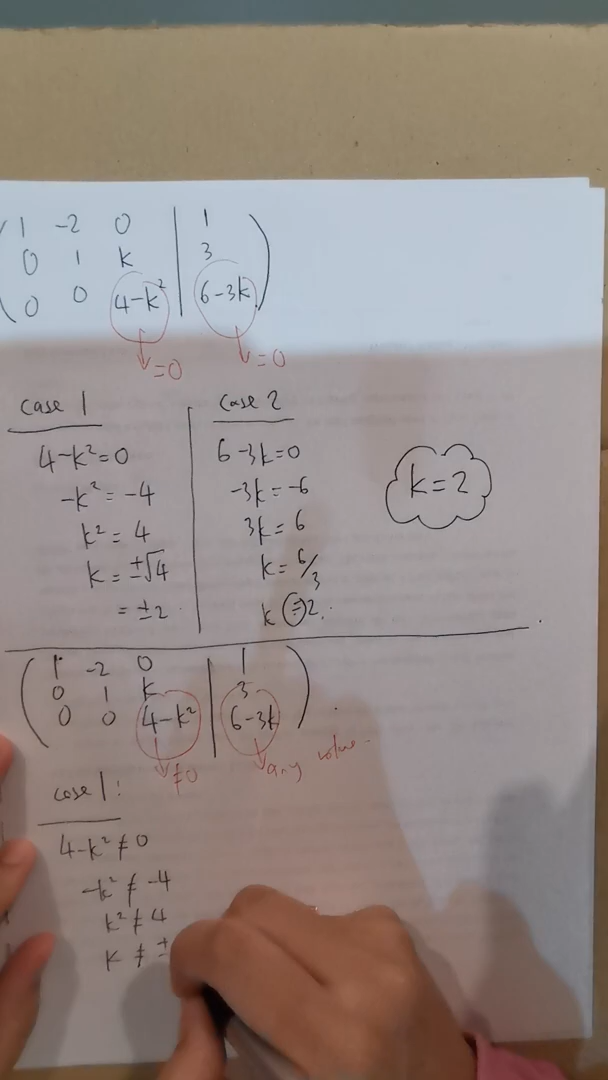 1 -2 0 | 1
0 1 k | 3
0 0 4-k² | 6-3k
=0 =0
case 1
4-k²=0
-k² = -4
k² = 4
k = ±√4
= ±2
case 2
6-3k=0
-3k = -6
3k = 6
k = 6/3
k = 2.
k=2
1 -2 0 | 1
0 1 k | 3
0 0 4-k² | 6-3k
≠0 any value
case 1:
4-k² ≠ 0
-k² ≠ -4
k² ≠ 4
k ≠ ±